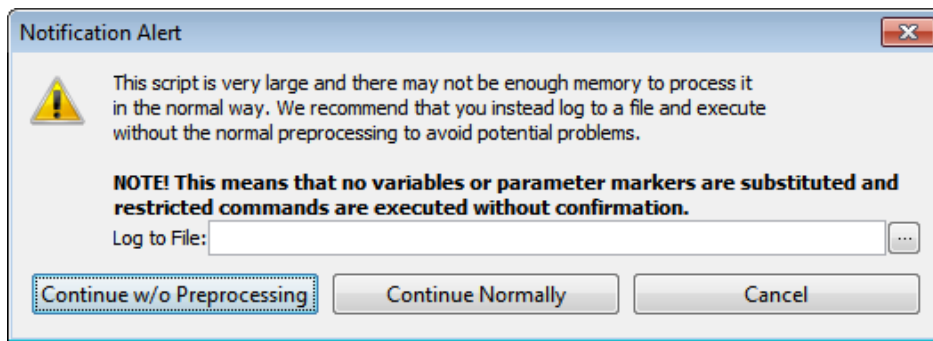 Notification Alert
This script is very large and there may not be enough memory to process it
in the normal way. We recommend that you instead log to a file and execute
without the normal preprocessing to avoid potential problems.
NOTE! This means that no variables or parameter markers are substituted and
restricted commands are executed without confirmation.
Log to File:
...
Continue w/o Preprocessing
Continue Normally
Cancel